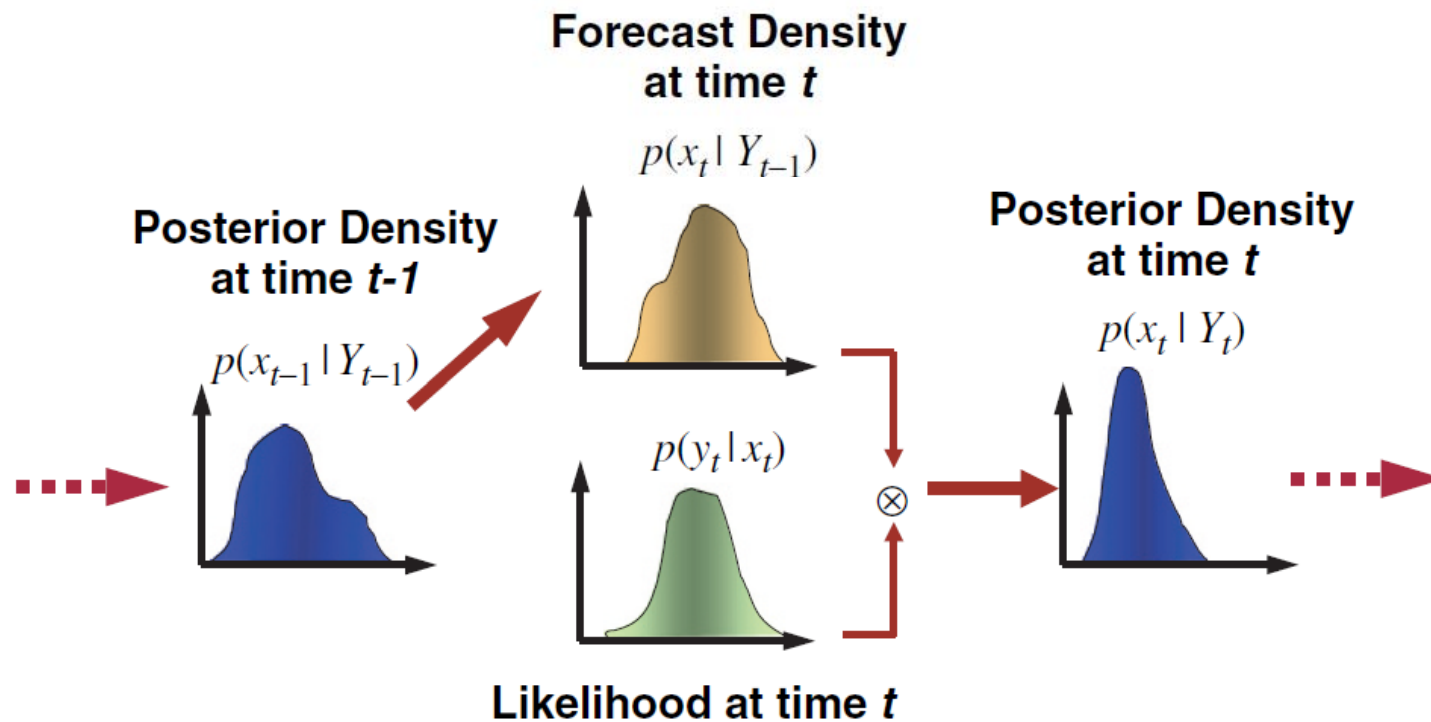 Forecast Density
at time t
p(x_t | Y_{t–1})
Posterior Density
at time t-1
p(x_{t–1} | Y_{t–1})
Posterior Density
at time t
p(x_t | Y_t)
p(y_t | x_t)
⊗
Likelihood at time t